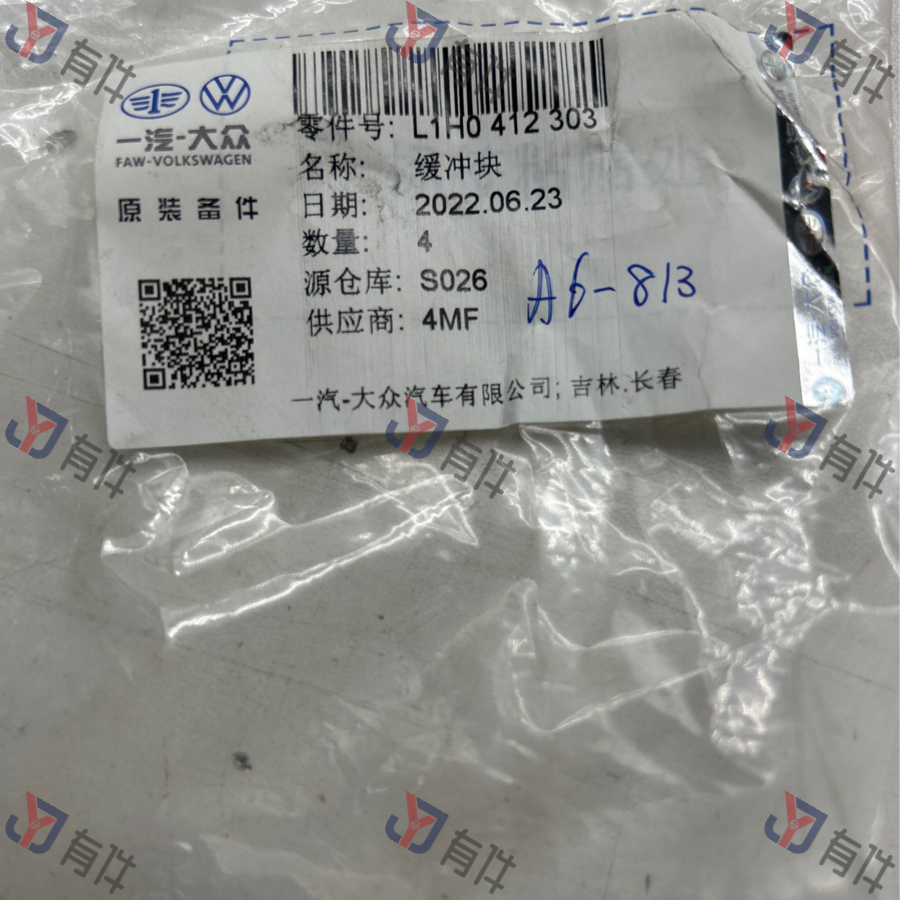 一汽-大众
FAW-VOLKSWAGEN
原装备件
零件号: L1H0 412 303
名称: 缓冲块
日期: 2022.06.23
数量: 4
源仓库: S026
供应商: 4MF
A6-813
一汽-大众汽车有限公司; 吉林.长春
有件
有件
有件
有件
有件
有件
有件
有件
有件